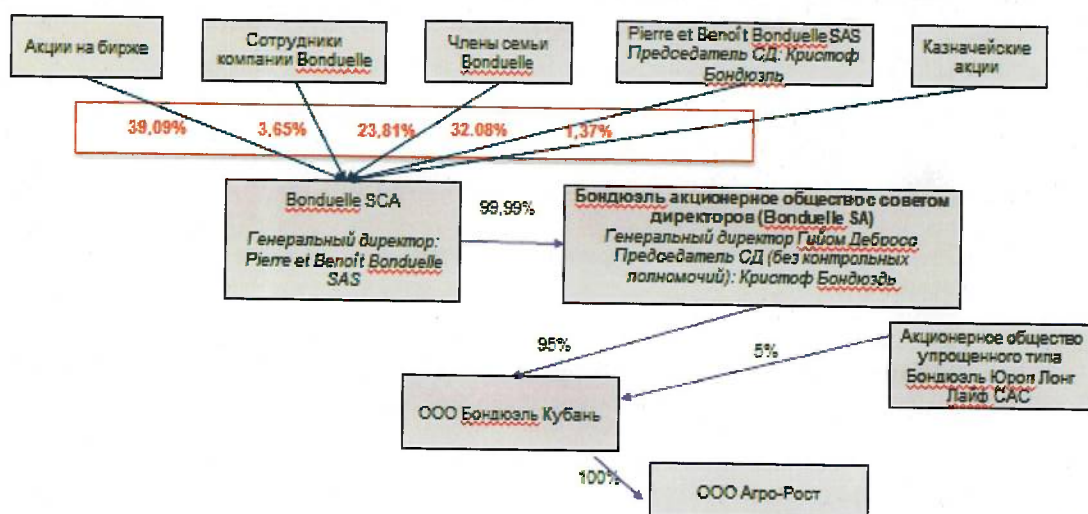 Акции на бирже
Сотрудники
компании Bonduelle
Члены семьи
Bonduelle
Pierre et Benoît Bonduelle SAS
Председатель СД: Кристоф
Бондюэль
Казначейские
акции
39,09%
3,65%
23,81%
32.08%
1,37%
Bonduelle SCA
Генеральный директор:
Pierre et Benoît Bonduelle
SAS
99,99%
Бондюэль акционерное общество с советом
директоров (Bonduelle SA)
Генеральный директор Гийом Дебросс
Председатель СД (без контрольных
полномочий): Кристоф Бондюэль
95%
5%
Акционерное общество
упрощенного типа
Бондюэль Юроп Лонг
Лайф САС
ООО Бондюэль Кубань
100%
ООО Агро-Рост